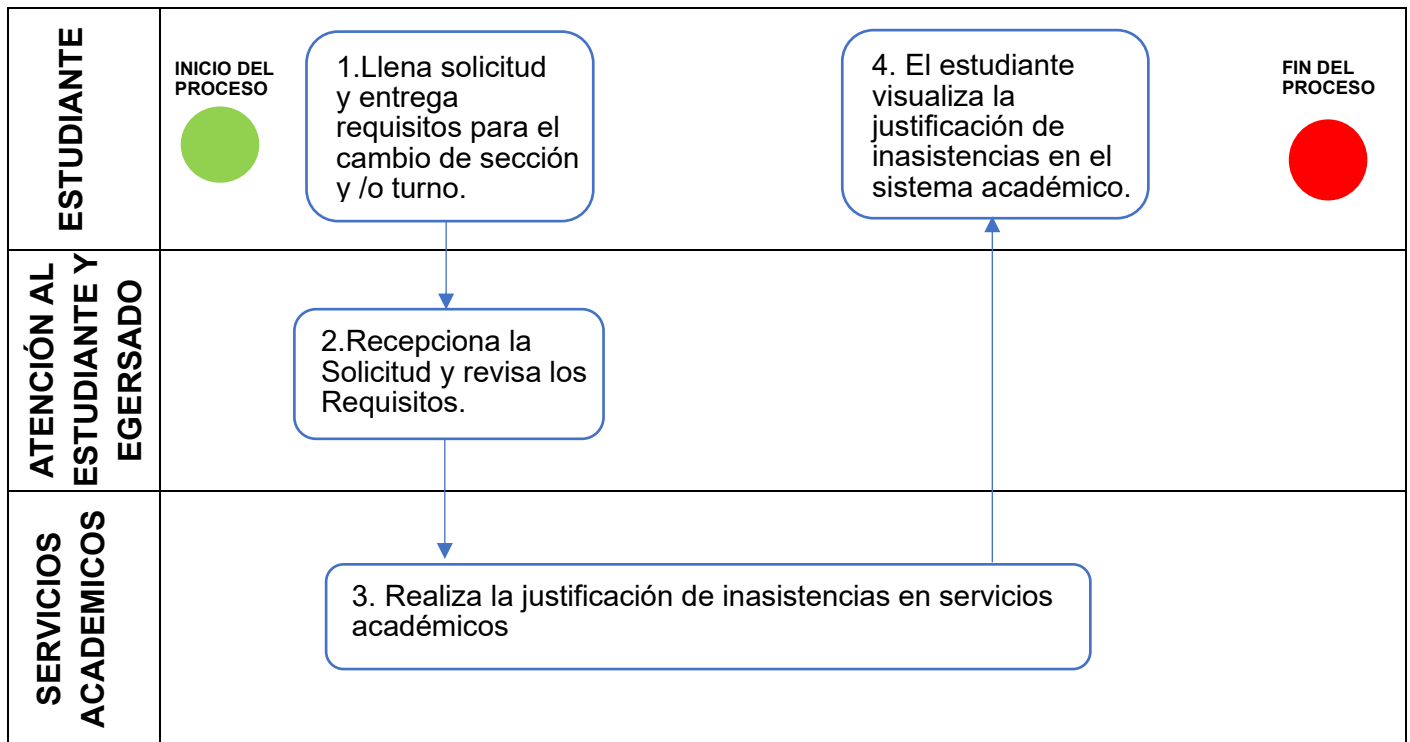 ESTUDIANTE
INICIO DEL
PROCESO
1.Llena solicitud
y entrega
requisitos para el
cambio de sección
y /o turno.
4. El estudiante
visualiza la
justificación de
inasistencias en el
sistema académico.
FIN DEL
PROCESO
ATENCIÓN AL
ESTUDIANTE Y
EGERSADO
2.Recepciona la
Solicitud y revisa los
Requisitos.
SERVICIOS
ACADEMICOS
3. Realiza la justificación de inasistencias en servicios
académicos